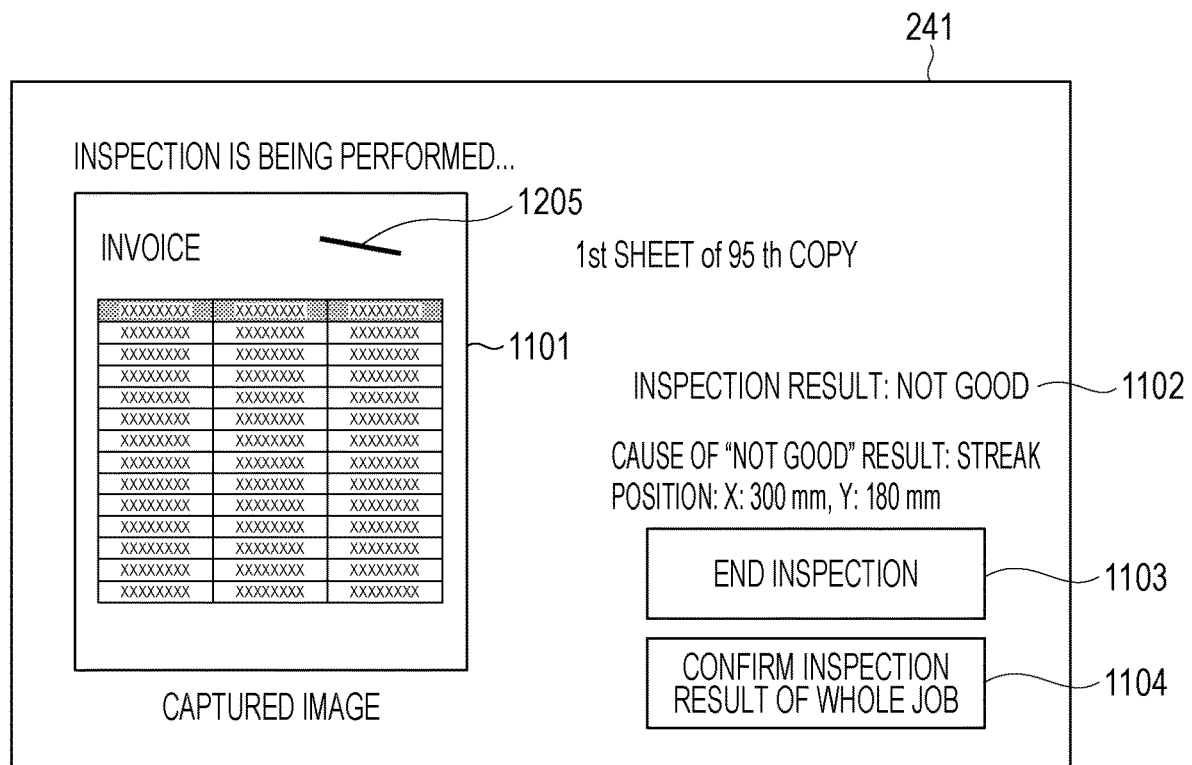 241
INSPECTION IS BEING PERFORMED...
1205
INVOICE
1st SHEET of 95 th COPY
XXXXXXXX XXXXXXXX XXXXXXXX
XXXXXXXX XXXXXXXX XXXXXXXX
XXXXXXXX XXXXXXXX XXXXXXXX
1101
XXXXXXXX XXXXXXXX XXXXXXXX
XXXXXXXX XXXXXXXX XXXXXXXX
INSPECTION RESULT: NOT GOOD
1102
XXXXXXXX XXXXXXXX XXXXXXXX
XXXXXXXX XXXXXXXX XXXXXXXX
XXXXXXXX XXXXXXXX XXXXXXXX
CAUSE OF “NOT GOOD” RESULT: STREAK
XXXXXXXX XXXXXXXX XXXXXXXX
POSITION: X: 300 mm, Y: 180 mm
XXXXXXXX XXXXXXXX XXXXXXXX
XXXXXXXX XXXXXXXX XXXXXXXX
XXXXXXXX XXXXXXXX XXXXXXXX
XXXXXXXX XXXXXXXX XXXXXXXX
XXXXXXXX XXXXXXXX XXXXXXXX
END INSPECTION
1103
CONFIRM INSPECTION
RESULT OF WHOLE JOB
1104
CAPTURED IMAGE